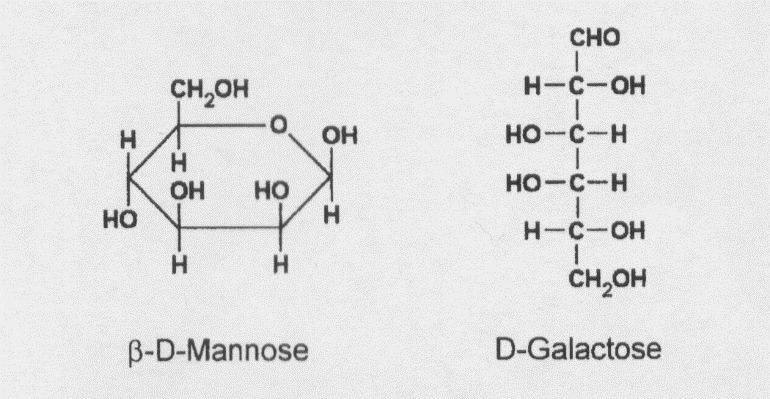 CHO
H–C–OH
CH₂OH
O
OH
H
HO–C–H
H
OH
HO
HO–C–H
HO
H
H–C–OH
H
H
CH₂OH
β-D-Mannose
D-Galactose